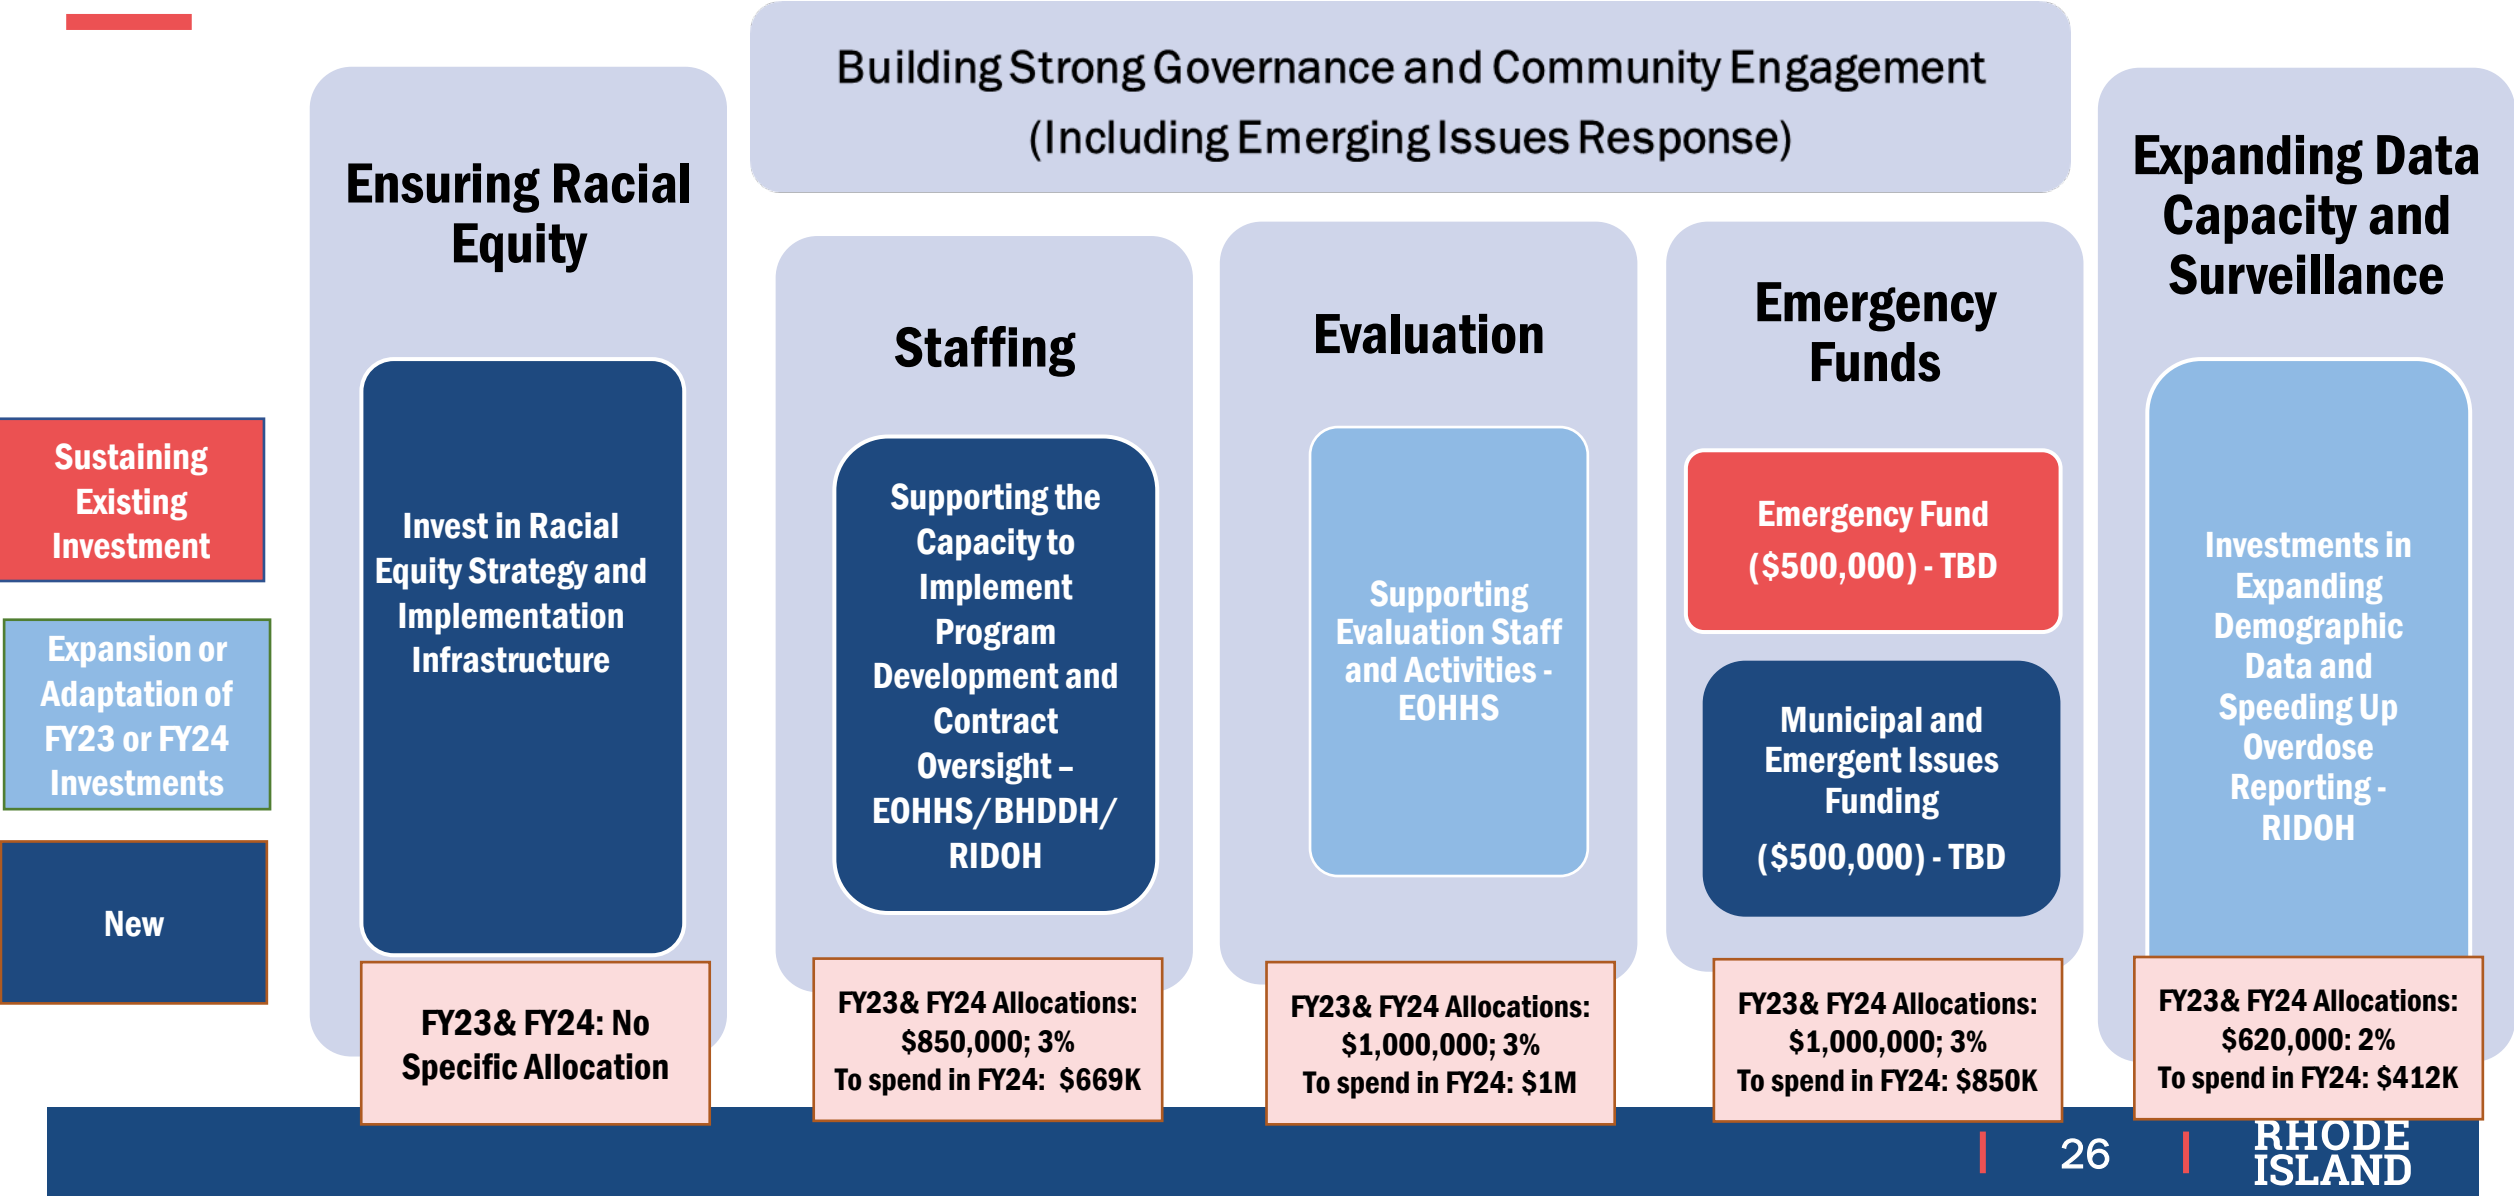 Building Strong Governance and Community Engagement
(Including Emerging Issues Response)
Ensuring Racial
Equity
Invest in Racial
Equity Strategy and
Implementation
Infrastructure
FY23& FY24: No
Specific Allocation
Staffing
Supporting the
Capacity to
Implement
Program
Development and
Contract
Oversight –
EOHHS/BHDDH/
RIDOH
FY23& FY24 Allocations:
$850,000; 3%
To spend in FY24: $669K
Evaluation
Supporting
Evaluation Staff
and Activities -
EOHHS
FY23& FY24 Allocations:
$1,000,000; 3%
To spend in FY24: $1M
Emergency
Funds
Emergency Fund
($500,000) - TBD
Municipal and
Emergent Issues
Funding
($500,000) - TBD
FY23& FY24 Allocations:
$1,000,000; 3%
To spend in FY24: $850K
Expanding Data
Capacity and
Surveillance
Investments in
Expanding
Demographic
Data and
Speeding Up
Overdose
Reporting -
RIDOH
FY23& FY24 Allocations:
$620,000: 2%
To spend in FY24: $412K
Sustaining
Existing
Investment
Expansion or
Adaptation of
FY23 or FY24
Investments
New
26
RHODE
ISLAND